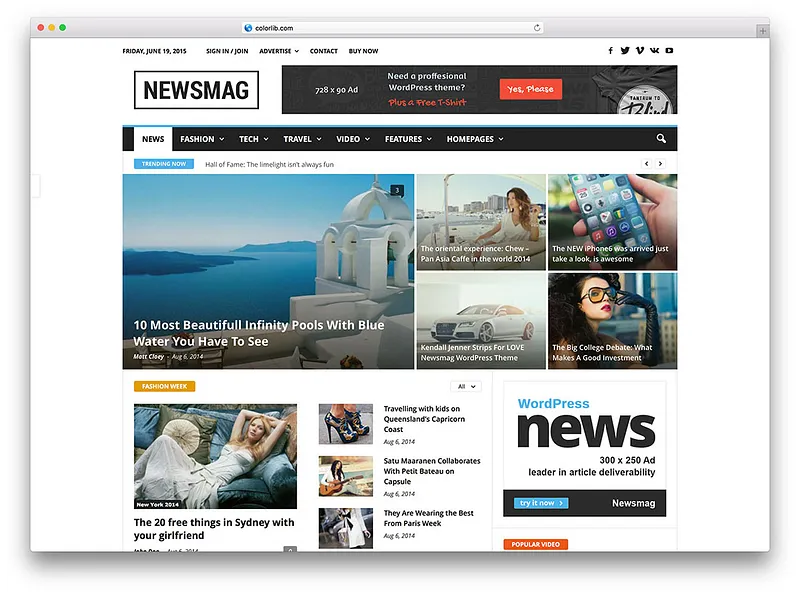 colorlib.com
FRIDAY, JUNE 19, 2015 SIGN IN / JOIN ADVERTISE CONTACT BUY NOW
NEWSMAG
728 x 90 Ad
Need a proffesional
WordPress theme?
Plus a Free T-Shirt
Yes, Please
TANTRUM TO
Blind
NEWS FASHION TECH TRAVEL VIDEO FEATURES HOMEPAGES
TRENDING NOW Hall of Fame: The limelight isn't always fun
3
10 Most Beautifull Infinity Pools With Blue
Water You Have To See
Matt Cloey - Aug 6, 2014
The oriental experience: Chew –
Pan Asia Caffe in the world 2014
The NEW iPhone6 was arrived just
take a look, is awesome
Kendall Jenner Strips For LOVE
Newsmag WordPress Theme
The Big College Debate: What
Makes A Good Investment
FASHION WEEK All
New York 2014
The 20 free things in Sydney with
your girlfriend
Travelling with kids on
Queensland's Capricorn
Coast
Aug 6, 2014
Satu Maaranen Collaborates
With Petit Bateau on
Capsule
Aug 6, 2014
They Are Wearing the Best
From Paris Week
Aug 6, 2014
WordPress
news
300 x 250 Ad
leader in article deliverability
try it now Newsmag
POPULAR VIDEO